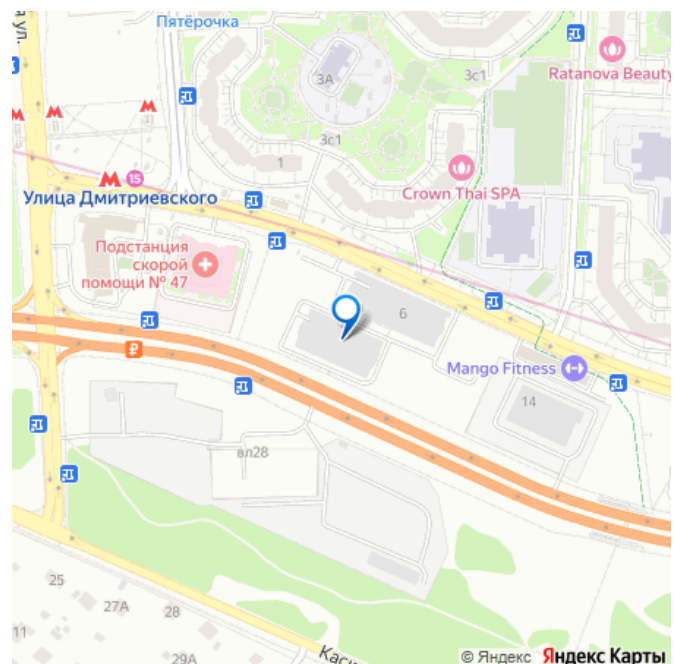 Пятёрочка
ул.
3А
3с1
Ratanova Beauty
3с1
1
Crown Thai SPA
15
Улица Дмитриевского
Подстанция
скорой
помощи № 47
6
₽
Mango Fitness
14
вл28
25
27А
28
11
29А
© Яндекс Яндекс Карты